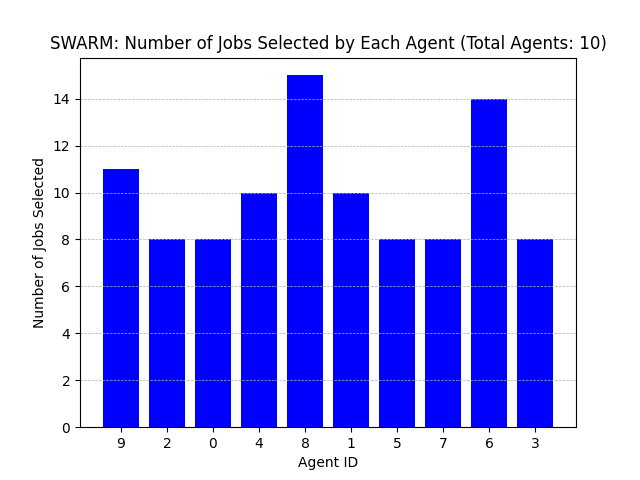 SWARM: Number of Jobs Selected by Each Agent (Total Agents: 10)
Number of Jobs Selected
14
12
10
8
6
4
2
0
9 2 0 4 8 1 5 7 6 3
Agent ID